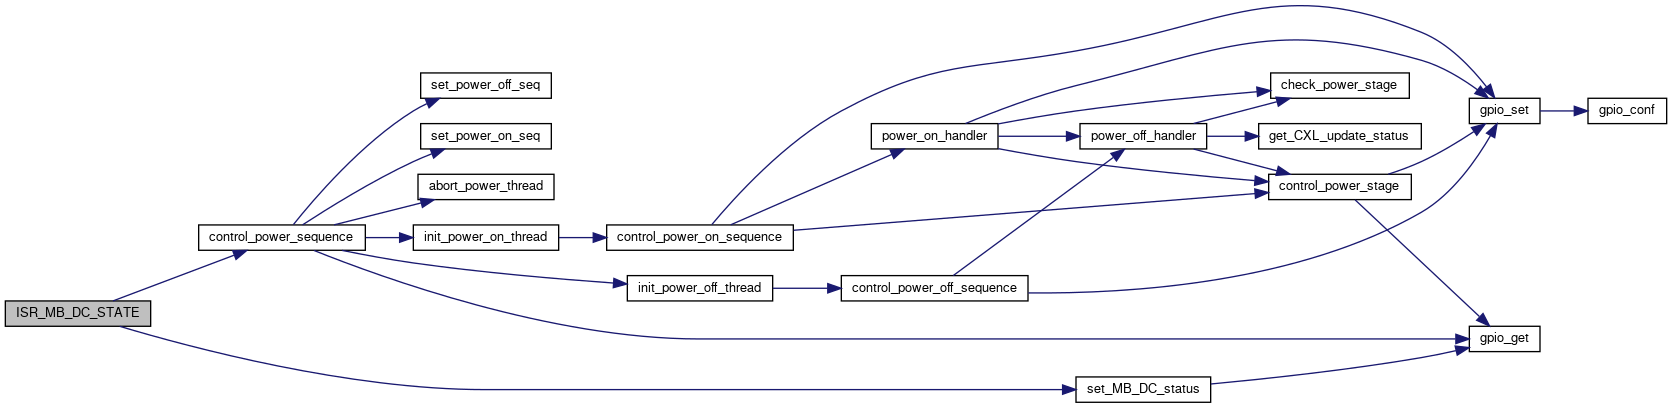 ISR_MB_DC_STATE
control_power_sequence
set_power_off_seq
set_power_on_seq
abort_power_thread
init_power_on_thread
init_power_off_thread
control_power_on_sequence
control_power_off_sequence
power_on_handler
power_off_handler
check_power_stage
get_CXL_update_status
control_power_stage
set_MB_DC_status
gpio_set
gpio_get
gpio_conf